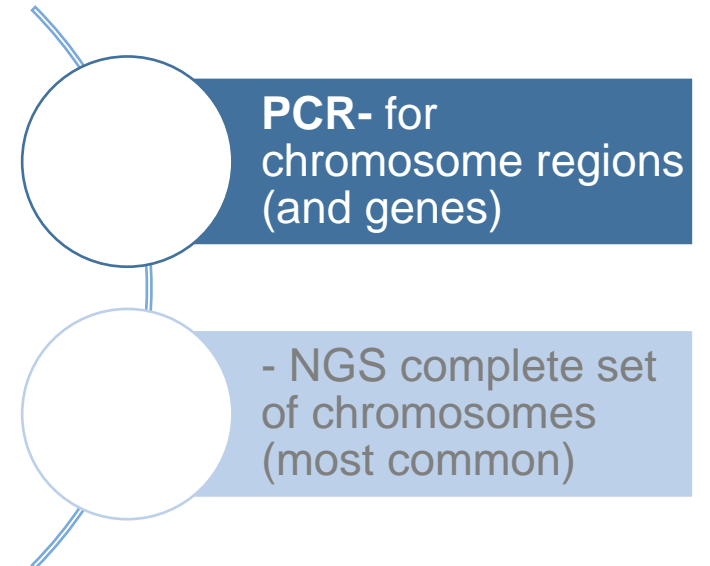 PCR- for
chromosome regions
(and genes)
- NGS complete set
of chromosomes
(most common)